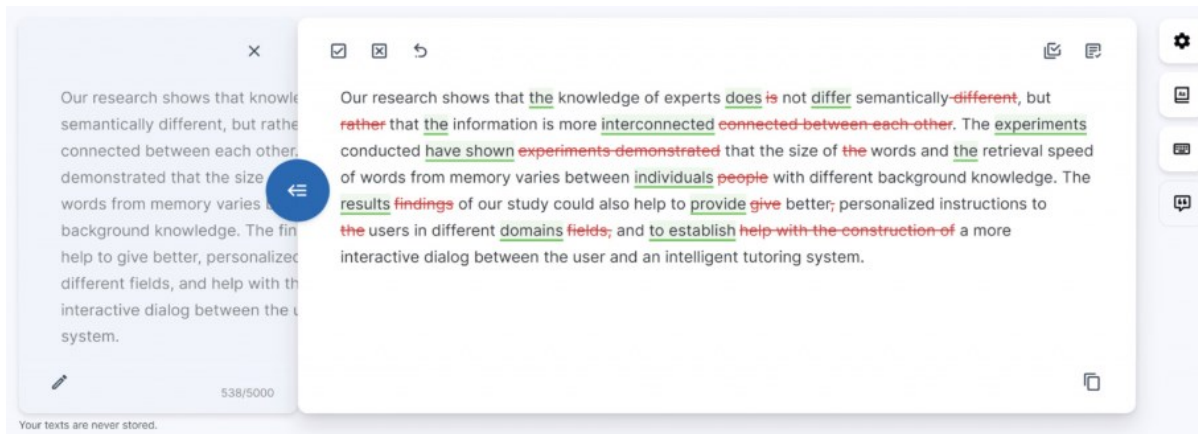 Our research shows that knowle
semantically different, but rathe
connected between each other.
demonstrated that the size
words from memory varies
background knowledge. The fin
help to give better, personalized
different fields, and help with th
interactive dialog between the u
system.
538/5000
Your texts are never stored.
Our research shows that the knowledge of experts does is not differ semantically different, but
rather that the information is more interconnected connected between each other. The experiments
conducted have shown experiments demonstrated that the size of the words and the retrieval speed
of words from memory varies between individuals people with different background knowledge. The
results findings of our study could also help to provide give better, personalized instructions to
the users in different domains fields, and to establish help with the construction of a more
interactive dialog between the user and an intelligent tutoring system.